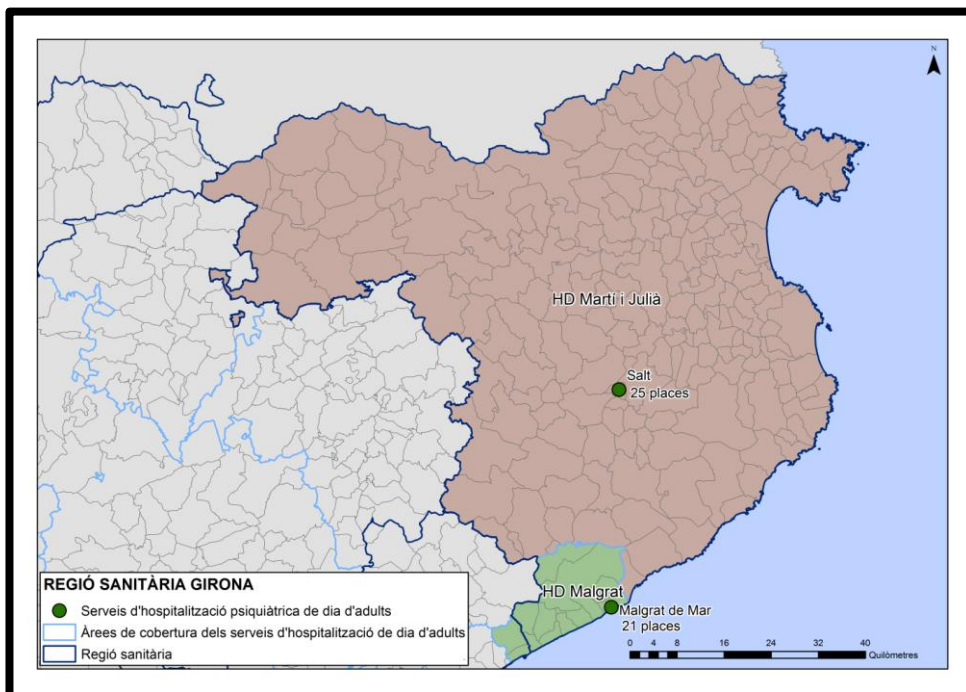 N
HD Martí i Julià
Salt
25 places
HD Malgrat
Malgrat de Mar
21 places
REGIÓ SANITÀRIA GIRONA
Serveis d'hospitalització psiquiàtrica de dia d'adults
Àrees de cobertura dels serveis d'hospitalització de dia d'adults
Regió sanitària
0 4 8 16 24 32 40
Quilòmetres